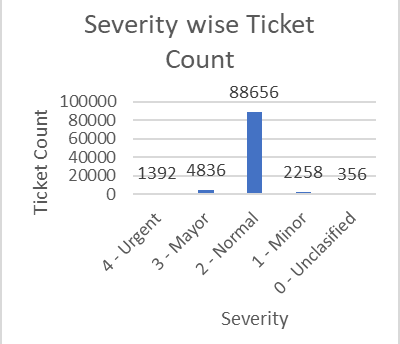 Severity wise Ticket
Count
Ticket Count
100000
80000
60000
40000
20000
0
1392
4836
88656
2258
356
4 - Urgent
3 - Mayor
2 - Normal
1 - Minor
0 - Unclasified
Severity